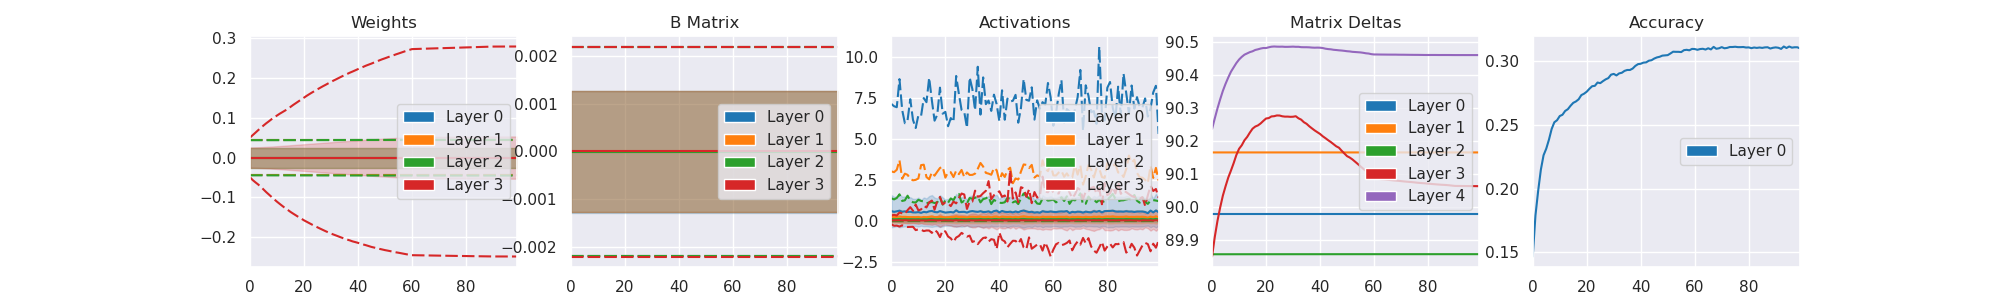 Weights
0.3
0.2
0.1
0.0
−0.1
−0.2
0
20
40
60
80
Layer 0
Layer 1
Layer 2
Layer 3
B Matrix
0.002
0.001
0.000
−0.001
−0.002
0
20
40
60
80
Layer 0
Layer 1
Layer 2
Layer 3
Activations
10.0
7.5
5.0
2.5
0.0
−2.5
0
20
40
60
80
Layer 0
Layer 1
Layer 2
Layer 3
Matrix Deltas
90.5
90.4
90.3
90.2
90.1
90.0
89.9
0
20
40
60
80
Layer 0
Layer 1
Layer 2
Layer 3
Layer 4
Accuracy
0.30
0.25
0.20
0.15
0
20
40
60
80
Layer 0